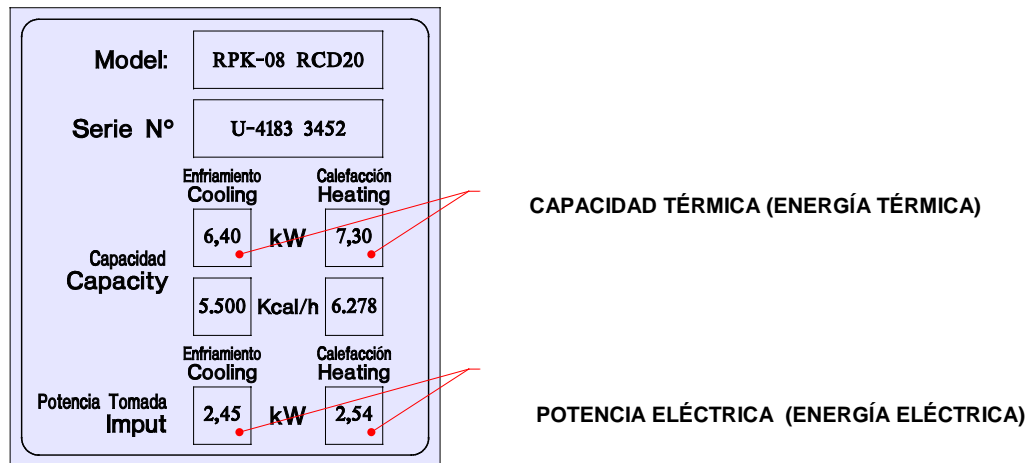 Model: RPK-08 RCD20
Serie Nº U-4183 3452
Enfriamiento Calefacción
Cooling Heating
CAPACIDAD TÉRMICA (ENERGÍA TÉRMICA)
6,40 kW 7,30
Capacidad
Capacity
5.500 Kcal/h 6.278
Enfriamiento Calefacción
Cooling Heating
Potencia Tomada
Imput
2,45 kW 2,54
POTENCIA ELÉCTRICA (ENERGÍA ELÉCTRICA)